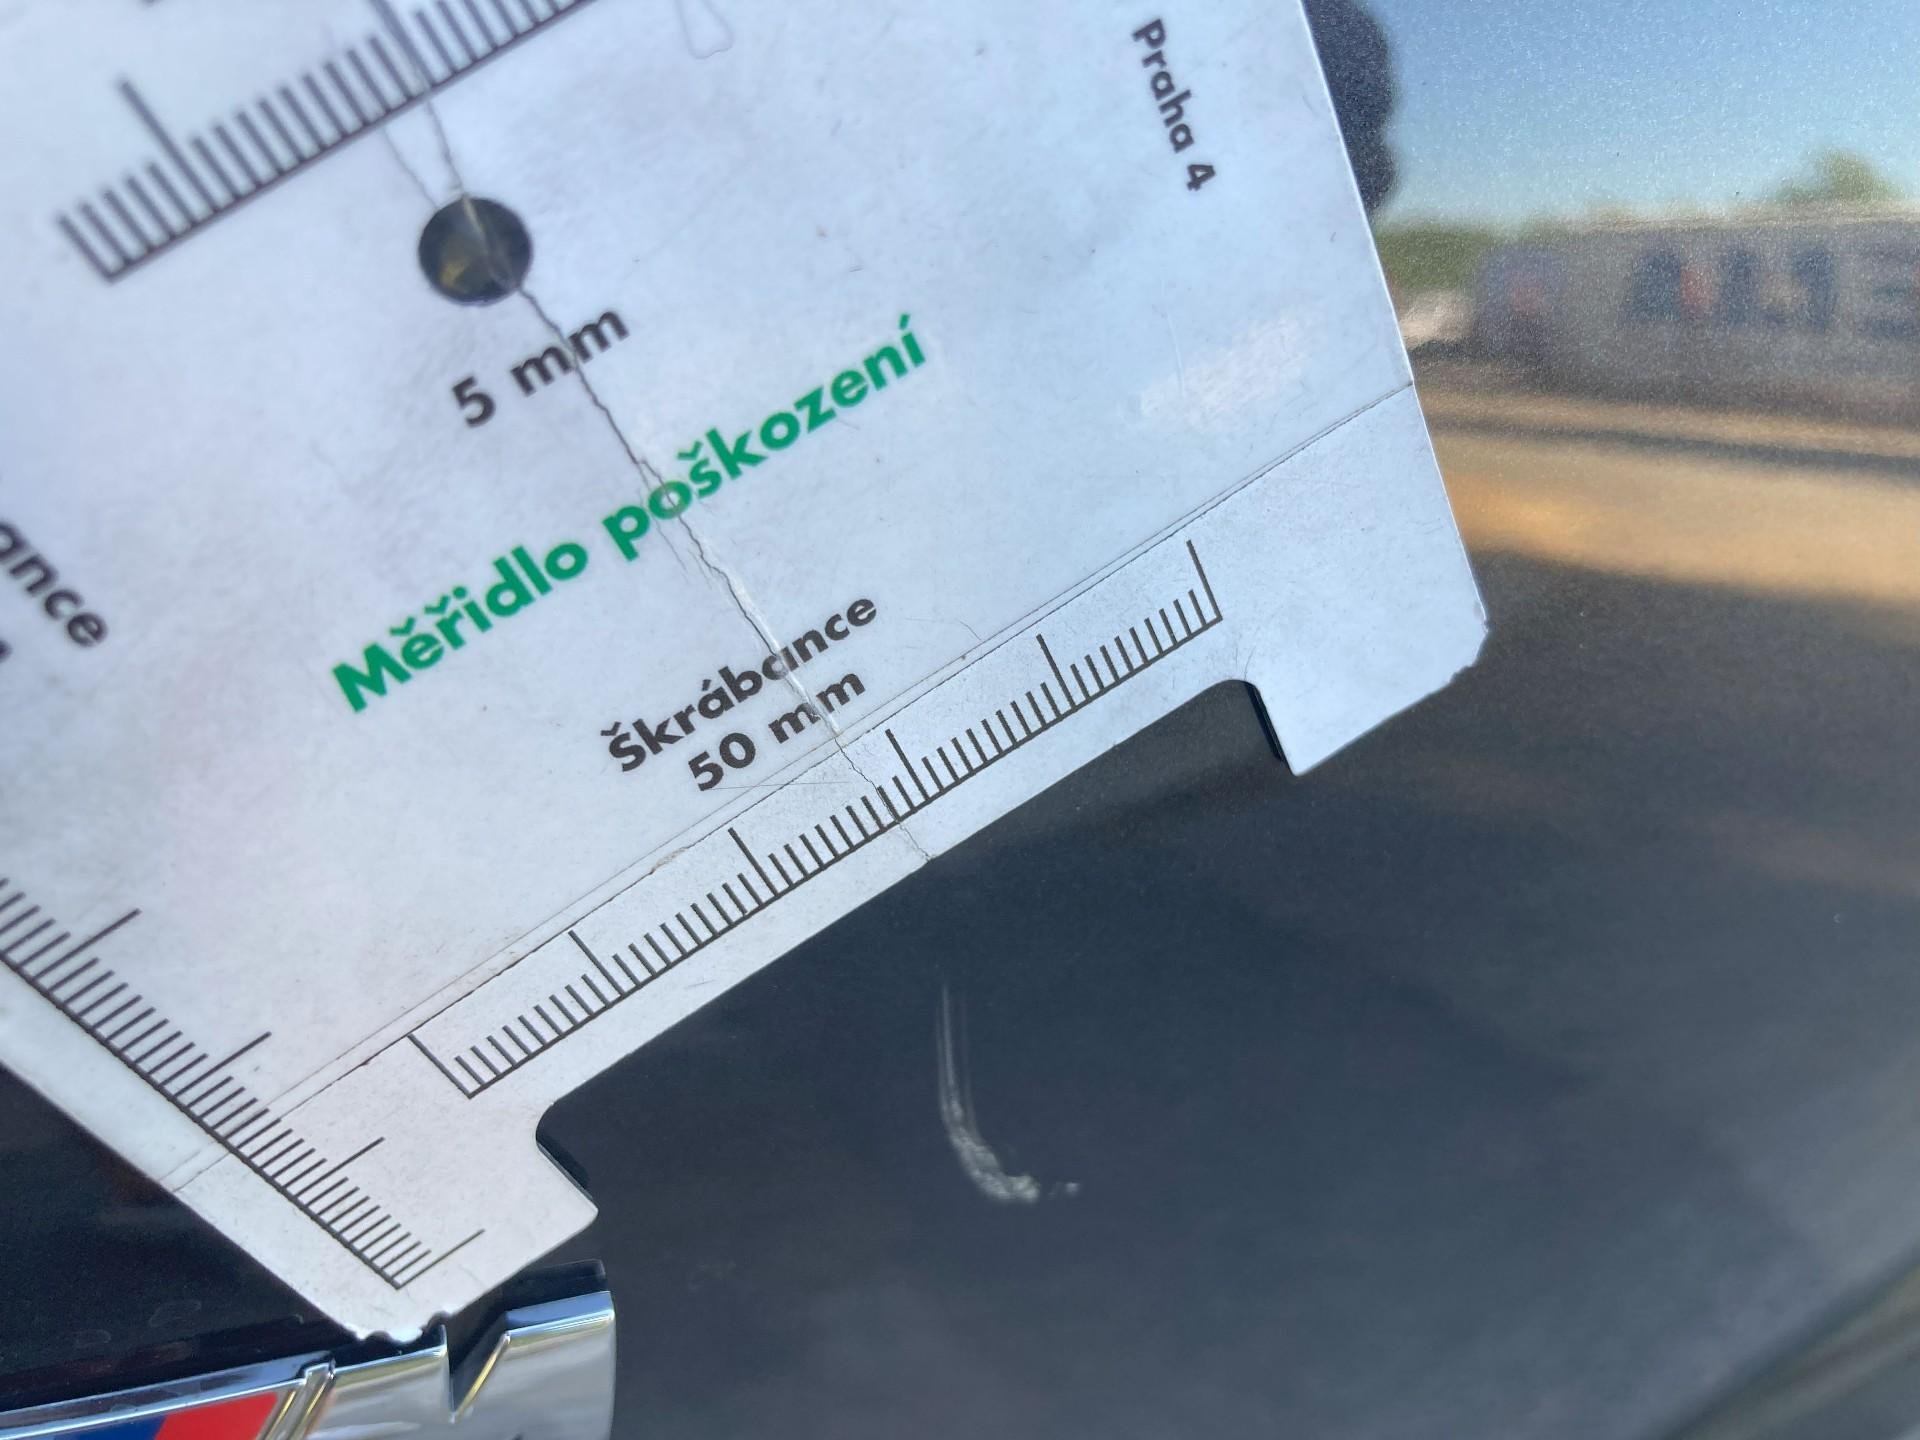 Praha 4
5 mm
Měřidlo poškození
Škrábance
50 mm